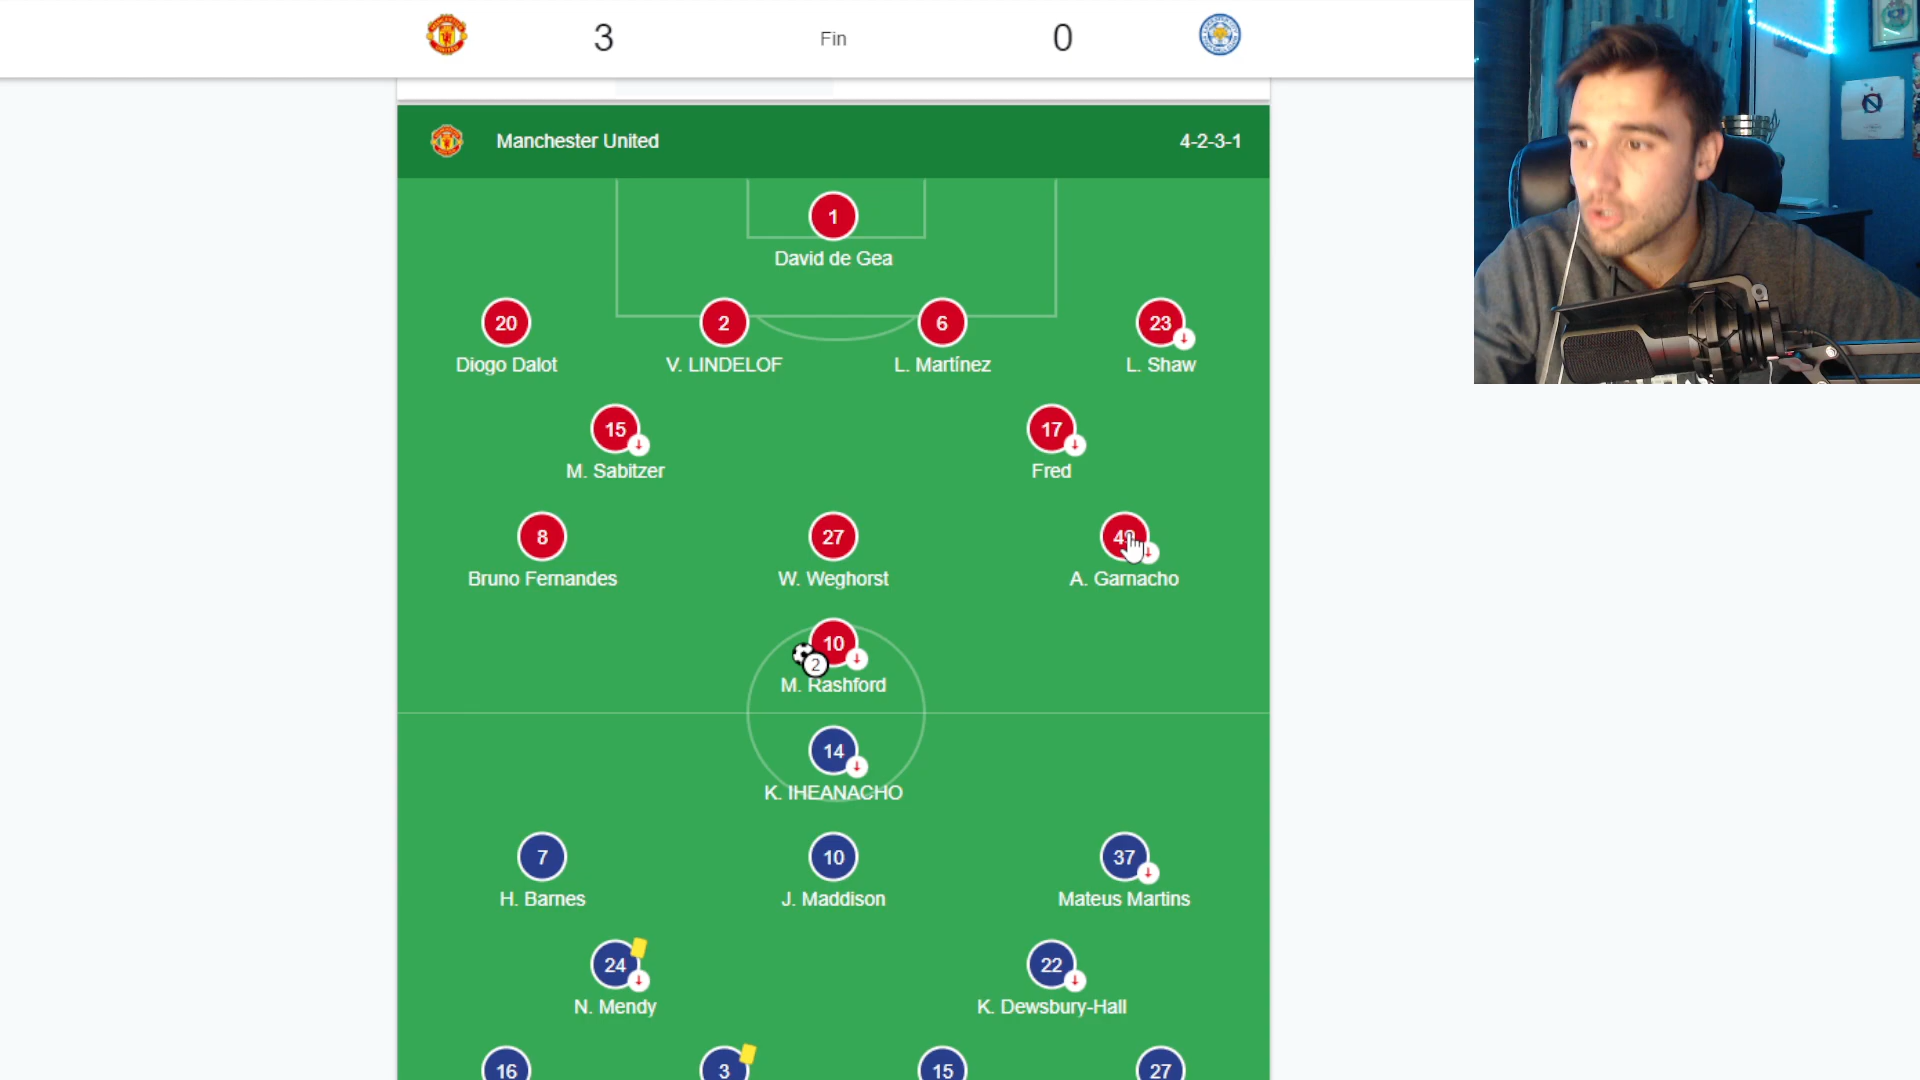 3 Fin 0
Manchester United 4-2-3-1
1
David de Gea
20 2 6 23
Diogo Dalot V. LINDELOF L. Martínez L. Shaw
15 17
M. Sabitzer Fred
8 27 49
Bruno Fernandes W. Weghorst A. Garnacho
10
2
M. Rashford
14
K. IHEANACHO
7 10 37
H. Barnes J. Maddison Mateus Martins
24 22
N. Mendy K. Dewsbury-Hall
16 3 15 27